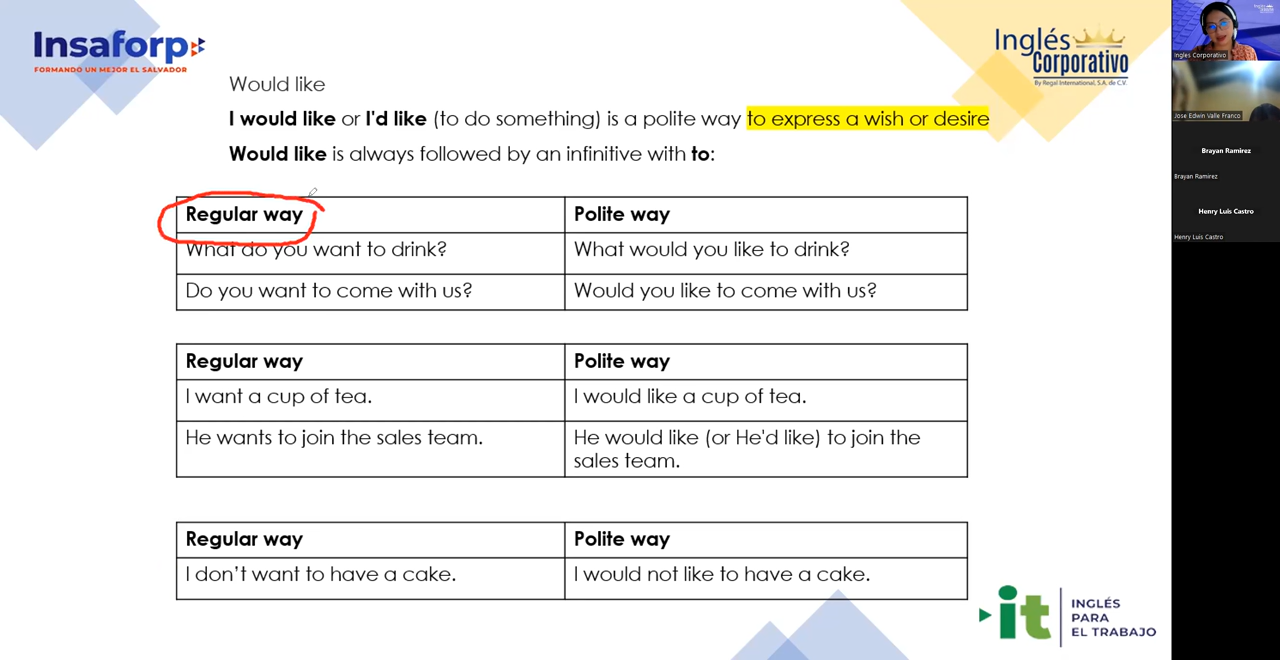 Insaforp
FORMANDO UN MEJOR EL SALVADOR
Inglés
Corporativo
By Regal International, S.A. de C.V.
Would like
I would like or I'd like (to do something) is a polite way to express a wish or desire
Would like is always followed by an infinitive with to:
Regular way
Polite way
What do you want to drink?
What would you like to drink?
Do you want to come with us?
Would you like to come with us?
Regular way
Polite way
I want a cup of tea.
I would like a cup of tea.
He wants to join the sales team.
He would like (or He'd like) to join the
sales team.
Regular way
Polite way
I don't want to have a cake.
I would not like to have a cake.
it
INGLÉS
PARA
EL TRABAJO
Ingles Corporativo
Jose Edwin Valle Franco
Brayan Ramirez
Brayan Ramirez
Henry Luis Castro
Henry Luis Castro